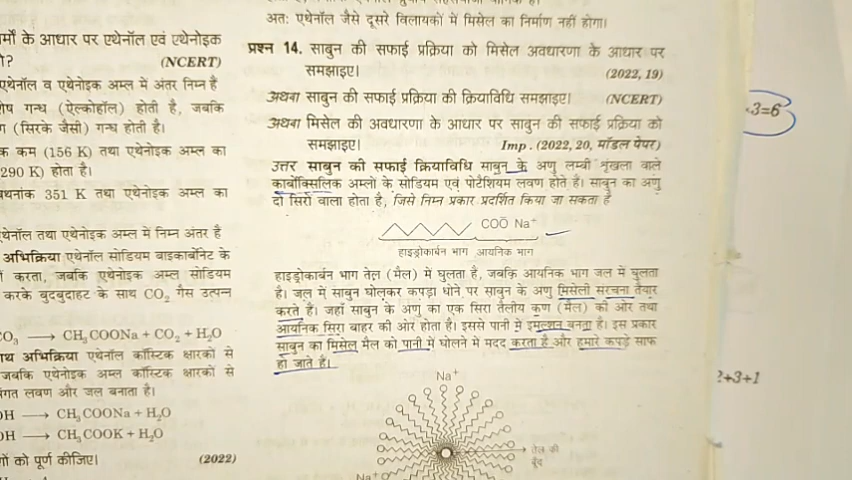 अतः एथेनॉल जैसे दूसरे विलायकों में मिसेल का निर्माण नहीं होगा।
र्मों के आधार पर एथेनॉल एवं एथेनोइक
(NCERT)
एथेनॉल व एथेनोइक अम्ल में अंतर निम्न है
गन्ध (ऐल्कोहॉल) होती है, जबकि
(सिरके जैसी) गन्ध होती है।
क कम (156 K) तथा एथेनोइक अम्ल का
290 K) होता है।
351 K तथा एथेनोइक अम्ल का
एथेनॉल तथा एथेनोइक अम्ल में निम्न अंतर है
अभिक्रिया एथेनॉल सोडियम बाइकार्बोनेट के
करता, जबकि एथेनोइक अम्ल सोडियम
करके बुदबुदाहट के साथ CO₂ गैस उत्पन्न
CO₃ ⟶ CH₃COONa + CO₂ + H₂O
अभिक्रिया एथेनॉल कॉस्टिक क्षारकों से
जबकि एथेनोइक अम्ल कॉस्टिक क्षारकों से
लवण और जल बनाता है।
OH ⟶ CH₃COONa + H₂O
OH ⟶ CH₃COOK + H₂O
को पूर्ण कीजिए। (2022)
प्रश्न 14. साबुन की सफाई प्रक्रिया को मिसेल अवधारणा के आधार पर
समझाइए। (2022, 19)
अथवा साबुन की सफाई प्रक्रिया की क्रियाविधि समझाइए। (NCERT)
अथवा मिसेल की अवधारणा के आधार पर साबुन की सफाई प्रक्रिया को
समझाइए। Imp. (2022, 20, मॉडल पेपर)
उत्तर साबुन की सफाई क्रियाविधि साबुन के अणु लम्बी शृंखला वाले
कार्बोक्सिलिक अम्लों के सोडियम एवं पोटैशियम लवण होते हैं। साबुन का अणु
दो सिरों वाला होता है, जिसे निम्न प्रकार प्रदर्शित किया जा सकता है
COO̅ Na⁺
हाइड्रोकार्बन भाग आयनिक भाग
हाइड्रोकार्बन भाग तेल (मैल) में घुलता है, जबकि आयनिक भाग जल में घुलता
है। जल में साबुन घोलकर कपड़ा धोने पर साबुन के अणु मिसेली संरचना तैयार
करते हैं। जहाँ साबुन के अणु का एक सिरा तैलीय कण (मैल) की ओर तथा
आयनिक सिरा बाहर की ओर होता है। इससे पानी में इमल्शन बनता है। इस प्रकार
साबुन का मिसेल मैल को पानी में घोलने में मदद करता है और हमारे कपड़े साफ
हो जाते हैं।
Na⁺
तेल की
बूँद
Na⁺
3=6
2+3+1